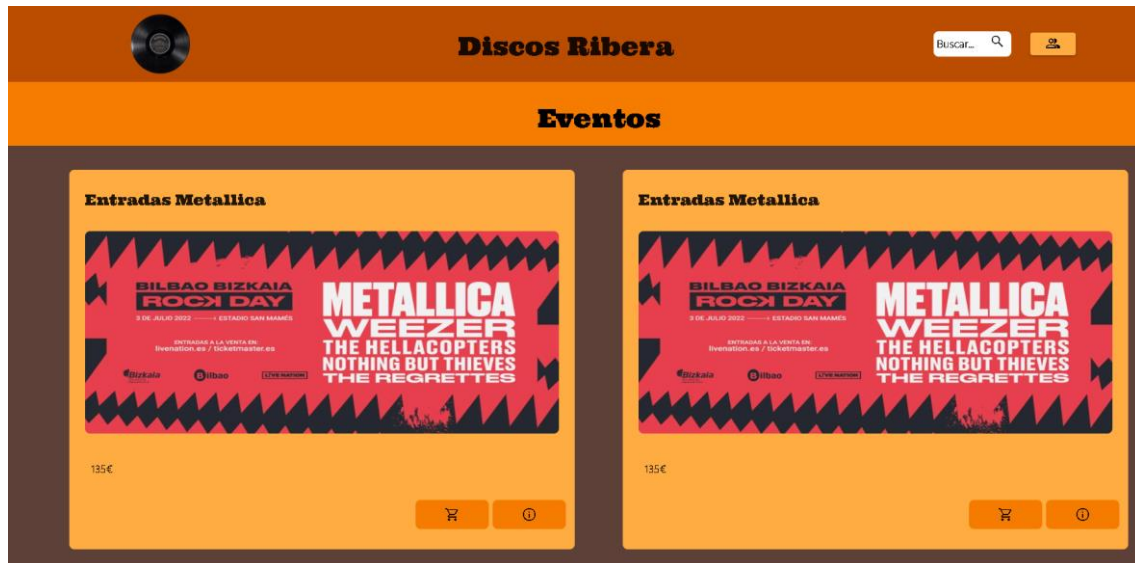 Discos Ribera
Buscar...
Eventos
Entradas Metallica
BILBAO BIZKAIA
ROCK DAY
3 DE JULIO 2022 ESTADIO SAN MAMÉS
ENTRADAS A LA VENTA EN:
livenation.es / ticketmaster.es
Bizkaia Bilbao LIVE NATION
METALLICA
WEEZER
THE HELLACOPTERS
NOTHING BUT THIEVES
THE REGRETTES
135€
Entradas Metallica
BILBAO BIZKAIA
ROCK DAY
3 DE JULIO 2022 ESTADIO SAN MAMÉS
ENTRADAS A LA VENTA EN:
livenation.es / ticketmaster.es
Bizkaia Bilbao LIVE NATION
METALLICA
WEEZER
THE HELLACOPTERS
NOTHING BUT THIEVES
THE REGRETTES
135€